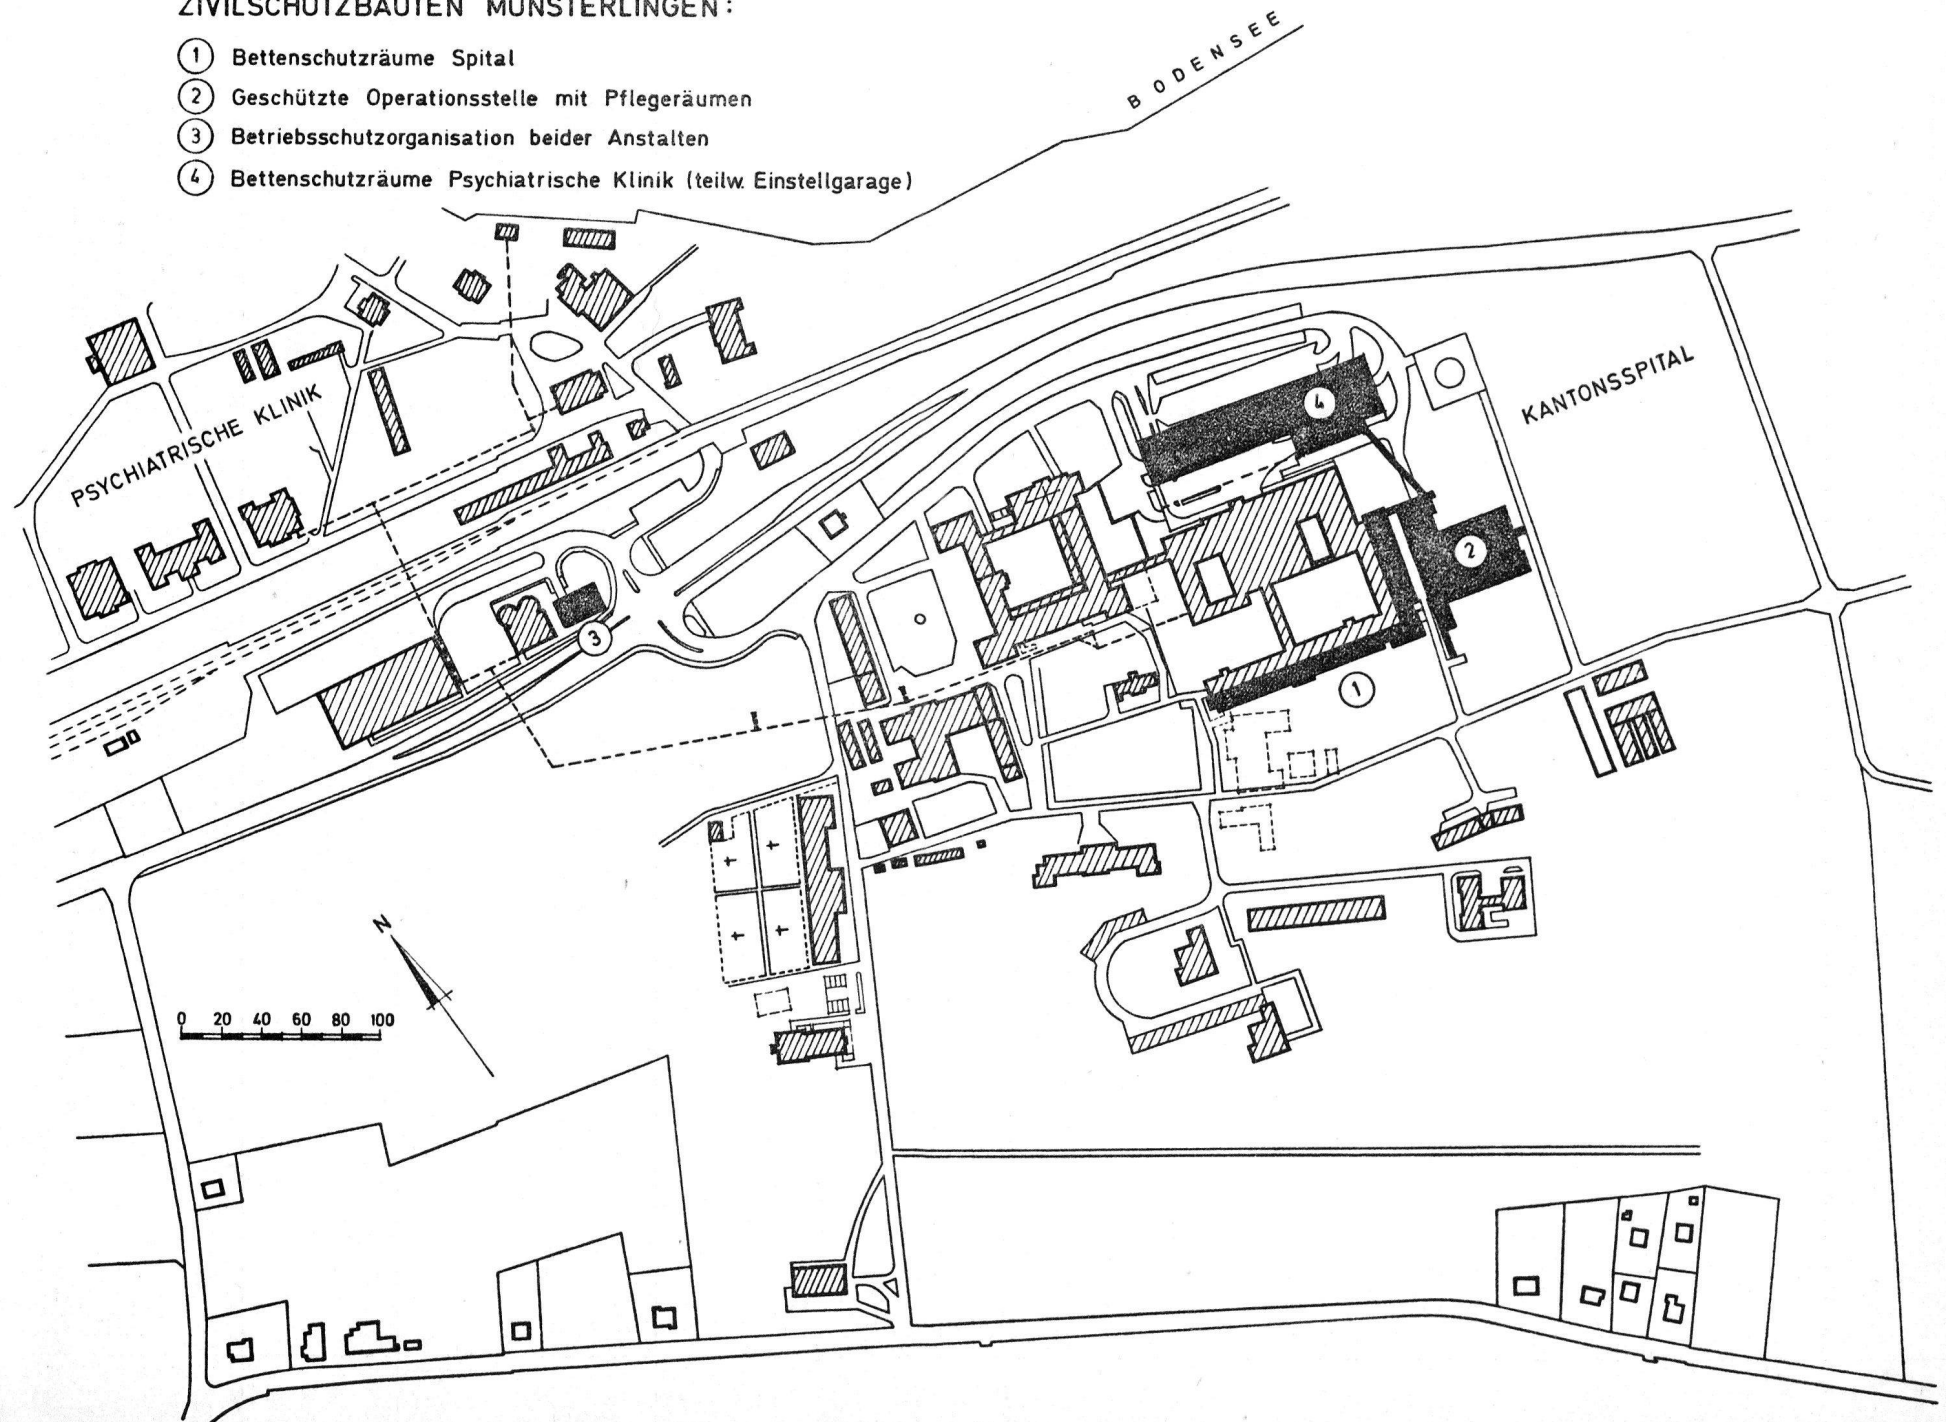 ZIVILSCHUTZBAUTEN MÜNSTERLINGEN:
1 Bettenschutzräume Spital
2 Geschützte Operationsstelle mit Pflegeräumen
3 Betriebsschutzorganisation beider Anstalten
4 Bettenschutzräume Psychiatrische Klinik (teilw. Einstellgarage)
BODENSEE
PSYCHIATRISCHE KLINIK
KANTONSSPITAL
4
2
3
1
N
0 20 40 60 80 100